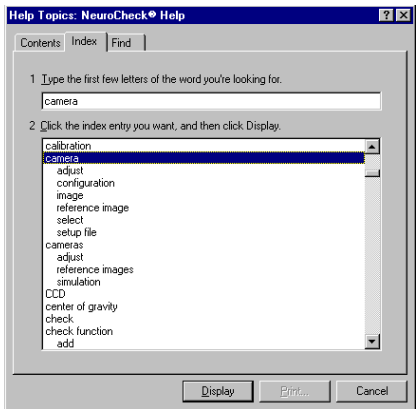 Help Topics: NeuroCheck® Help
Contents Index Find
1 Type the first few letters of the word you're looking for.
camera
2 Click the index entry you want, and then click Display.
calibration
camera
adjust
configuration
image
reference image
select
setup file
cameras
adjust
reference images
simulation
CCD
center of gravity
check
check function
add
Display Print... Cancel